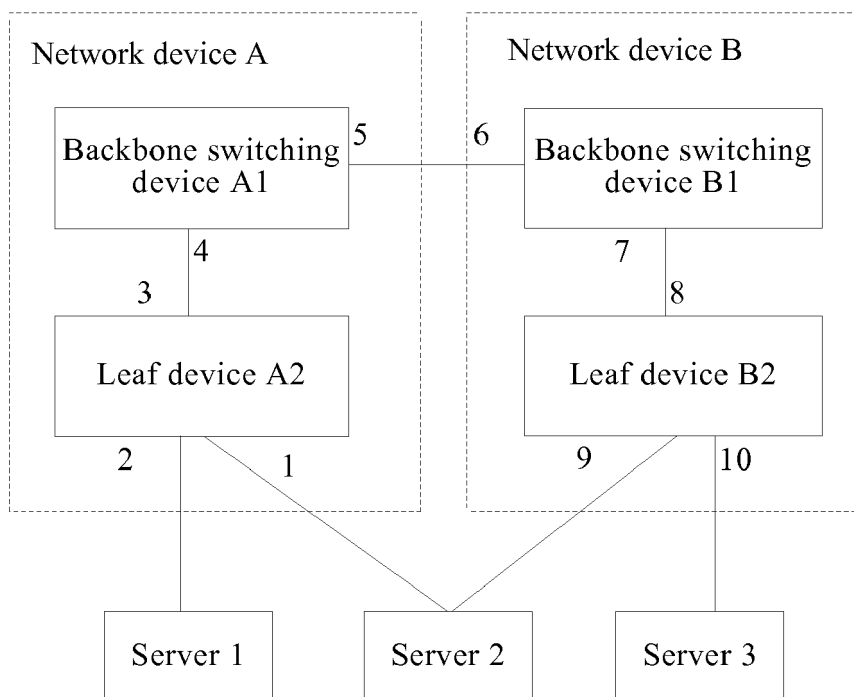 Network device A
Network device B
Backbone switching
device A1
5
6
Backbone switching
device B1
4
7
3
8
Leaf device A2
Leaf device B2
2
1
9
10
Server 1
Server 2
Server 3